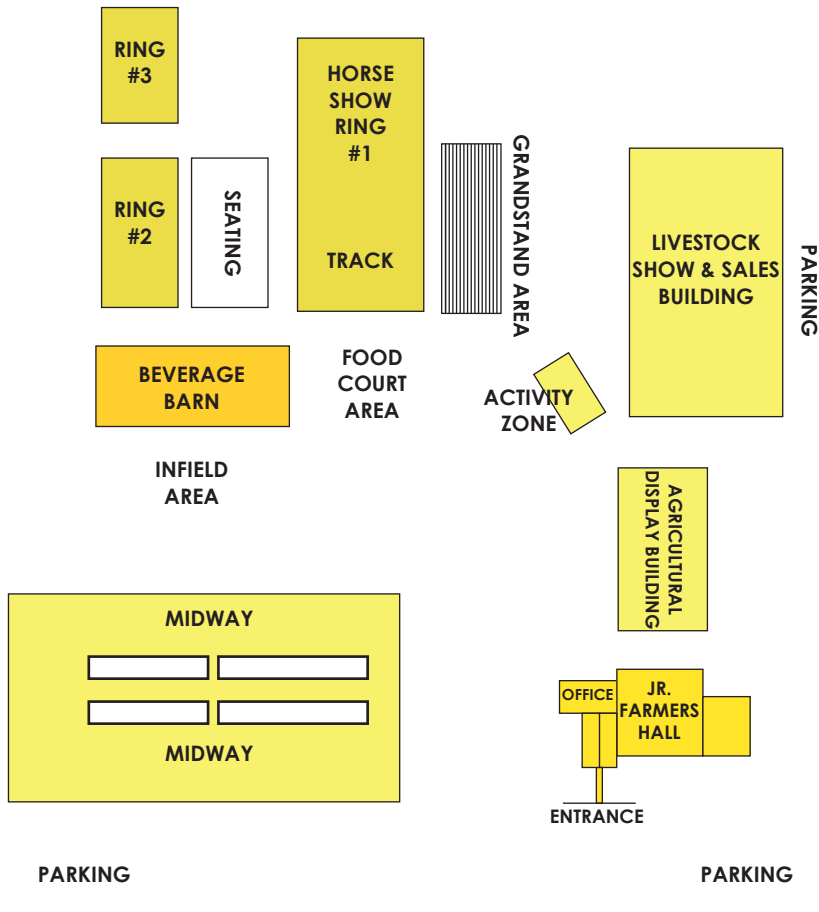 RING
#3
HORSE
SHOW
RING
#1
TRACK
RING
#2
SEATING
GRANDSTAND AREA
LIVESTOCK
SHOW & SALES
BUILDING
PARKING
BEVERAGE
BARN
FOOD
COURT
AREA
ACTIVITY
ZONE
INFIELD
AREA
AGRICULTURAL
DISPLAY BUILDING
MIDWAY
MIDWAY
OFFICE
JR.
FARMERS
HALL
ENTRANCE
PARKING
PARKING